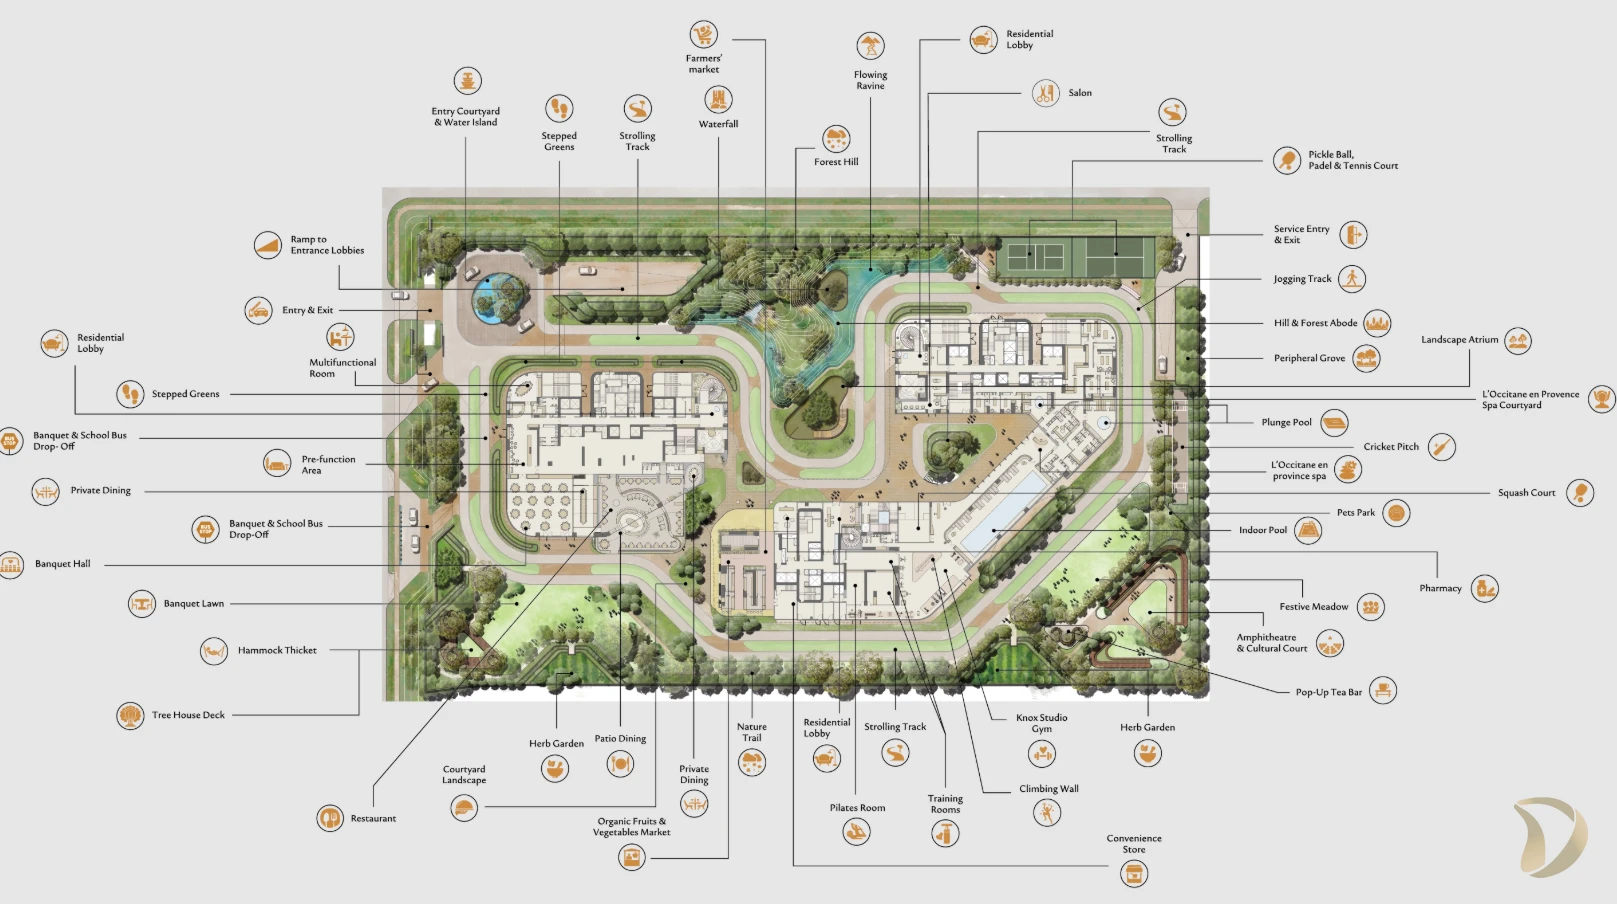 Farmers'
market
Residential
Lobby
Flowing
Ravine
Entry Courtyard
& Water Island
Stepped
Greens
Strolling
Track
Waterfall
Salon
Forest Hill
Strolling
Track
Pickle Ball,
Padel & Tennis Court
Ramp to
Entrance Lobbies
Service Entry
& Exit
Jogging Track
Entry & Exit
Hill & Forest Abode
Residential
Lobby
Multifunctional
Room
Landscape Atrium
Peripheral Grove
Stepped Greens
L'Occitane en Provence
Spa Courtyard
Plunge Pool
BUS
STOP
Banquet & School Bus
Drop- Off
Cricket Pitch
Pre-function
Area
L'Occitane en
province spa
Private Dining
Squash Court
Pets Park
BUS
STOP
Banquet & School Bus
Drop-Off
Indoor Pool
Banquet Hall
Pharmacy
Banquet Lawn
Festive Meadow
Hammock Thicket
Amphitheatre
& Cultural Court
Pop-Up Tea Bar
Tree House Deck
Herb Garden
Patio Dining
Nature
Trail
Residential
Lobby
Strolling Track
Knox Studio
Gym
Herb Garden
Courtyard
Landscape
Private
Dining
Climbing Wall
Restaurant
Organic Fruits &
Vegetables Market
Pilates Room
Training
Rooms
Convenience
Store